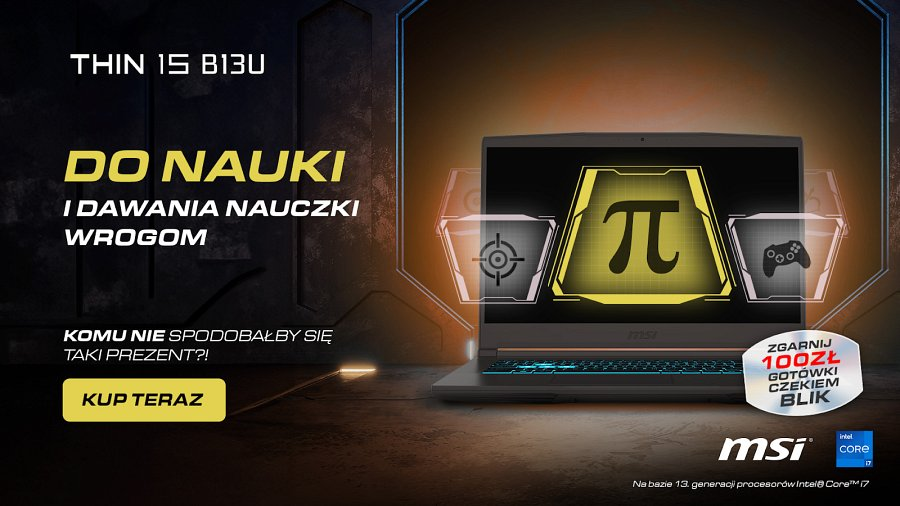 THIN 15 B13U
DO NAUKI
I DAWANIA NAUCZKI
WROGOM
KOMU NIE SPODOBAŁBY SIĘ
TAKI PREZENT?!
KUP TERAZ
π
msi
ZGARNIJ
100ZŁ
GOTÓWKI
CZEKIEM
BLIK
msi®
intel
CORE
i7
Na bazie 13. generacji procesorów Intel® Core™ i7